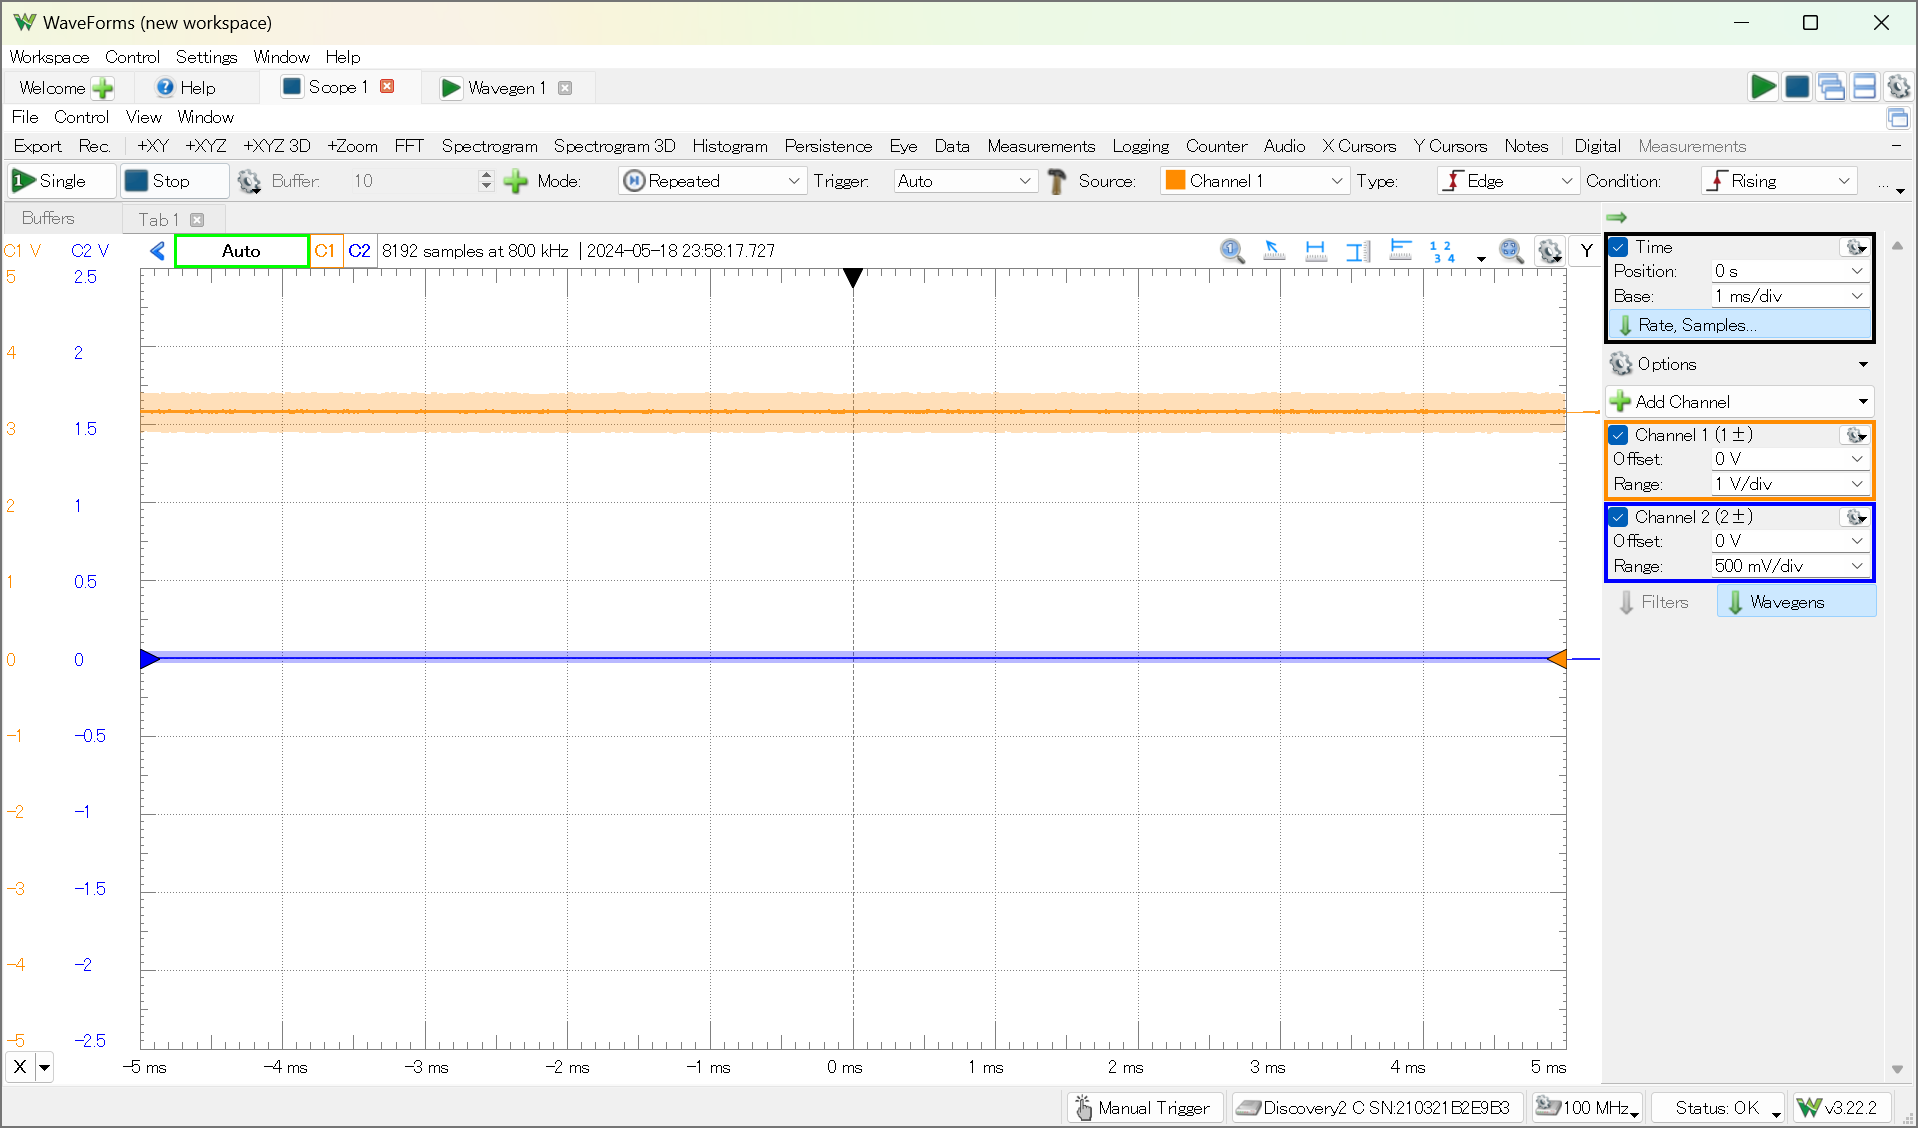 WaveForms (new workspace)
Workspace Control Settings Window Help
Welcome Help Scope 1 Wavegen 1
File Control View Window
Export Rec. +XY +XYZ +XYZ 3D +Zoom FFT Spectrogram Spectrogram 3D Histogram Persistence Eye Data Measurements Logging Counter Audio X Cursors Y Cursors Notes Digital Measurements
Single Stop Buffer: 10 Mode: Repeated Trigger: Auto Source: Channel 1 Type: Edge Condition: Rising ...
Buffers Tab 1
C1 V C2 V Auto C1 C2 8192 samples at 800 kHz | 2024-05-18 23:58:17.727 Y
5 2.5
4 2
3 1.5
2 1
1 0.5
0 0
-1 -0.5
-2 -1
-3 -1.5
-4 -2
-5 -2.5
X -5 ms -4 ms -3 ms -2 ms -1 ms 0 ms 1 ms 2 ms 3 ms 4 ms 5 ms
Time
Position: 0 s
Base: 1 ms/div
Rate, Samples...
Options
Add Channel
Channel 1 (1±)
Offset: 0 V
Range: 1 V/div
Channel 2 (2±)
Offset: 0 V
Range: 500 mV/div
Filters Wavegens
Manual Trigger Discovery2 C SN:210321B2E9B3 100 MHz Status: OK v3.22.2